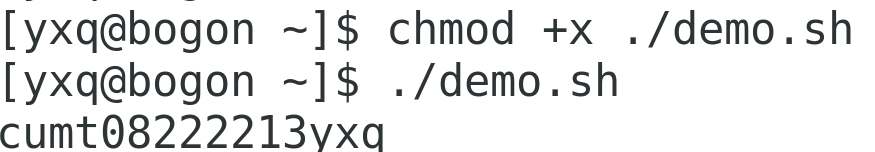 [yxq@bogon ~]$ chmod +x ./demo.sh
[yxq@bogon ~]$ ./demo.sh
cumt08222213yxq